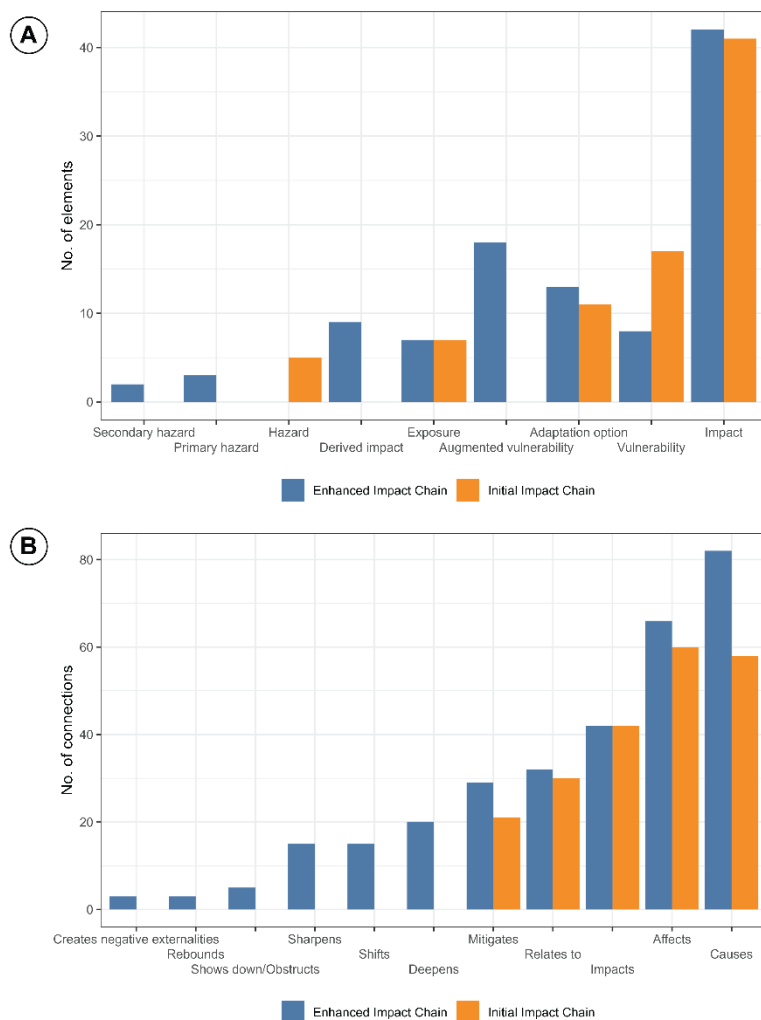 A
No. of elements
40
30
20
10
0
Secondary hazard Hazard Exposure Adaptation option Impact
Primary hazard Derived impact Augmented vulnerability Vulnerability
Enhanced Impact Chain Initial Impact Chain
B
No. of connections
80
60
40
20
0
Creates negative externalities Sharpens Mitigates Affects
Rebounds Shifts Relates to Causes
Shows down/Obstructs Deepens Impacts
Enhanced Impact Chain Initial Impact Chain